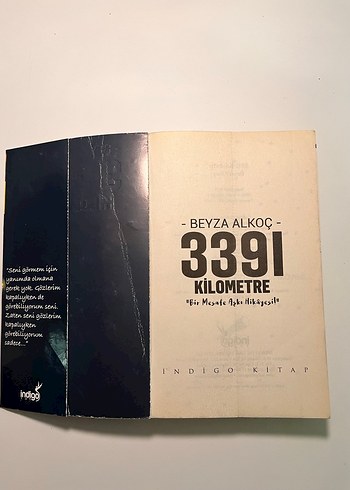 "Seni görmem için
yanımda olmana
gerek yok. Gözlerim
kapalıyken de
görebiliyorum seni.
Zaten seni gözlerim
kapalıyken
görebiliyorum
sadece..."
indigo
- BEYZA ALKOÇ -
3391
KİLOMETRE
"Bir Mesafe Aşkı Hikâyesi"
İNDİGO KİTAP